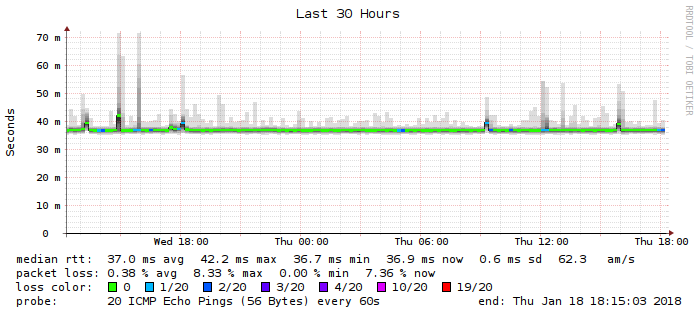 Last 30 Hours
RRDTOOL / TOBI OETIKER
Seconds
70 m
60 m
50 m
40 m
30 m
20 m
10 m
0
Wed 18:00 Thu 00:00 Thu 06:00 Thu 12:00 Thu 18:00
median rtt: 37.0 ms avg 42.2 ms max 36.7 ms min 36.9 ms now 0.6 ms sd 62.3 am/s
packet loss: 0.38 % avg 8.33 % max 0.00 % min 7.36 % now
loss color: 0 1/20 2/20 3/20 4/20 10/20 19/20
probe: 20 ICMP Echo Pings (56 Bytes) every 60s end: Thu Jan 18 18:15:03 2018